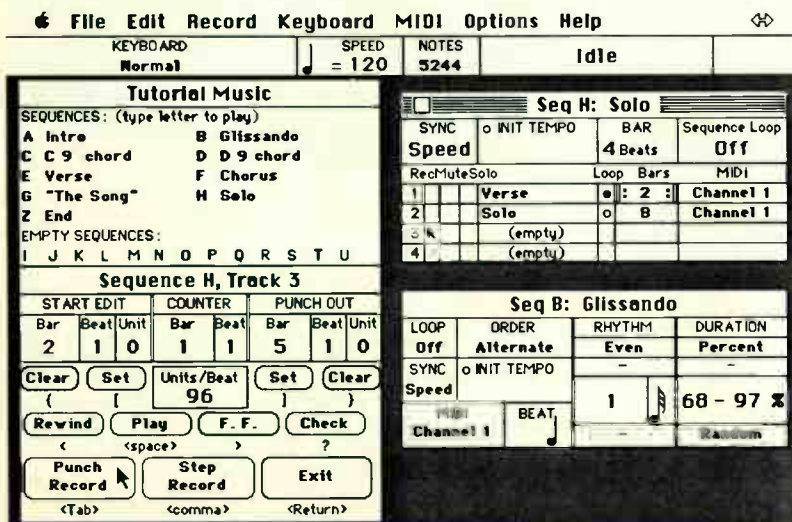 File Edit Record Keyboard MIDI Options Help
KEYBOARD
Normal
SPEED
= 120
NOTES
5244
Idle
Tutorial Music
SEQUENCES: (type letter to play)
A Intro B Glissando
C C 9 chord D D 9 chord
E Verse F Chorus
G "The Song" H Solo
Z End
EMPTY SEQUENCES:
I J K L M N O P Q R S T U
Sequence H, Track 3
START EDIT COUNTER PUNCH OUT
Bar Beat Unit Bar Beat Bar Beat Unit
2 1 0 1 1 5 1 0
Clear Set Units/Beat Set Clear
96
{ [ ] }
Rewind Play F. F. Check
< <space> > ?
Punch Record
Step Record
Exit
<Tab> <comma> <Return>
Seq H: Solo
SYNC
Speed
o INIT TEMPO
BAR
4 Beats
Sequence Loop
Off
Rec Mute Solo Loop Bars MIDI
1 Verse : 2 : Channel 1
2 Solo 8 Channel 1
3 (empty)
4 (empty)
Seq B: Glissando
LOOP
Off
ORDER
Alternate
RHYTHM
Even
DURATION
Percent
SYNC
Speed
o INIT TEMPO
- -
1
68 - 97 %
MIDI
Channel 1
BEAT
-
Random